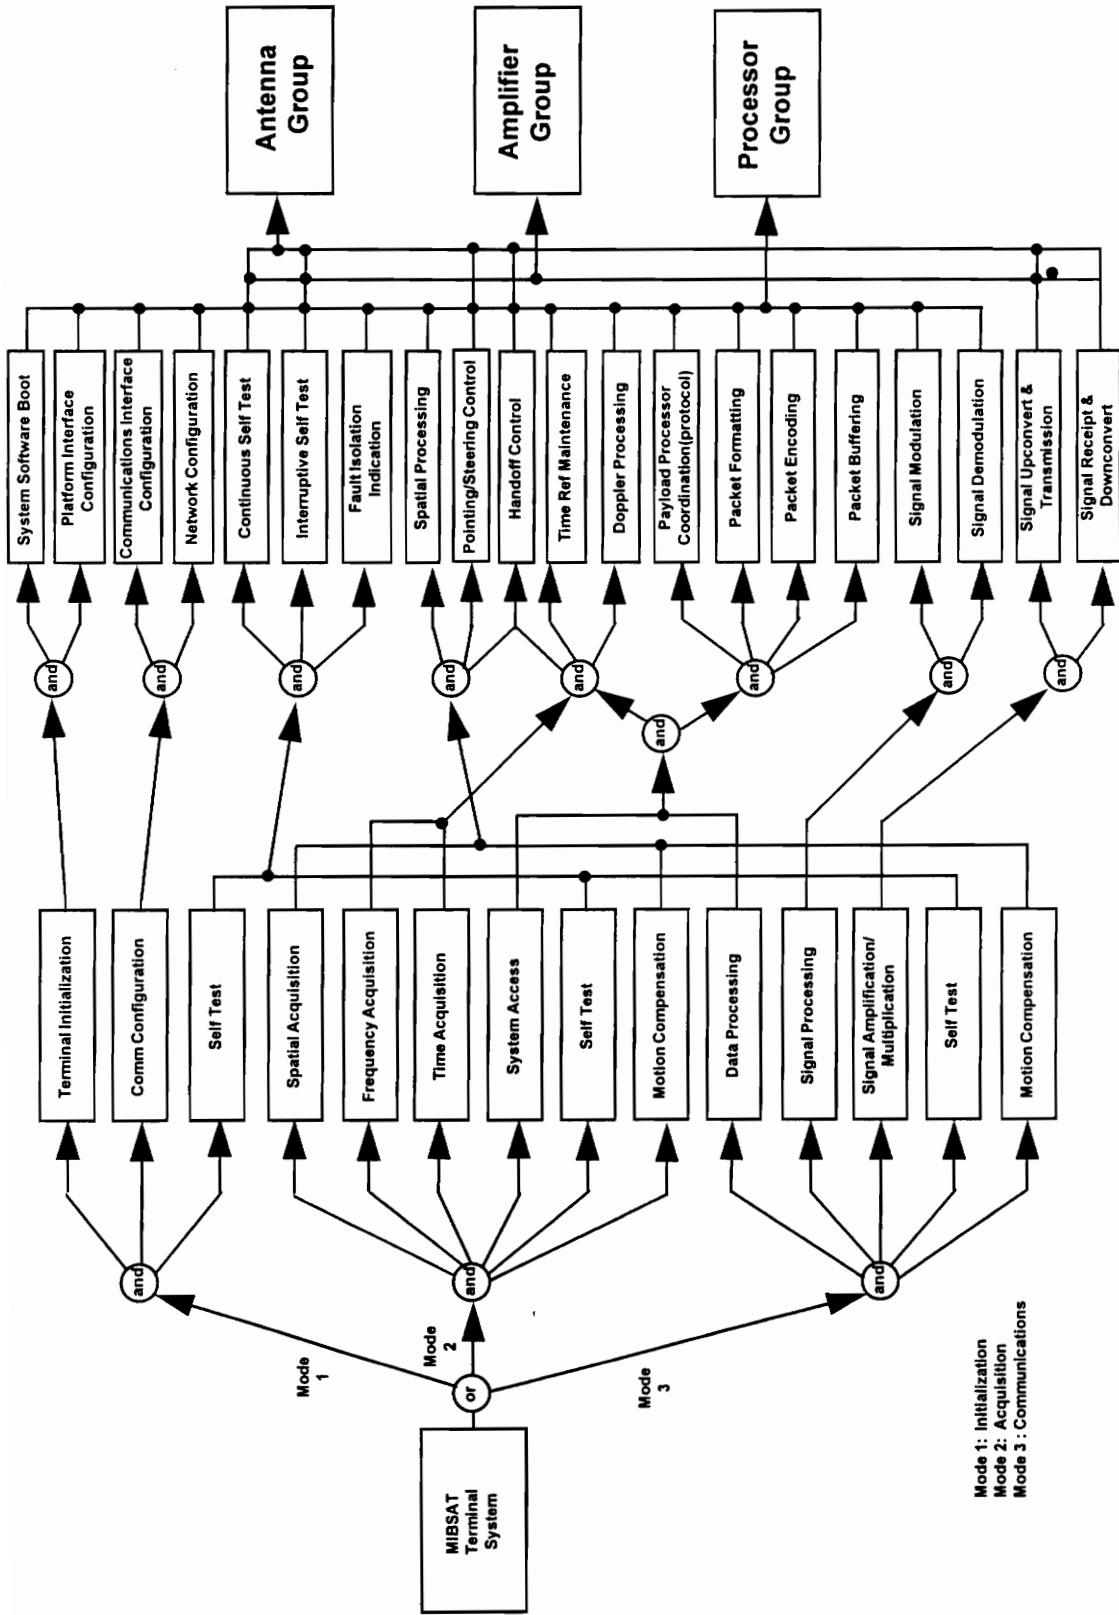 MIBSAT
Terminal
System
or
Mode
1
Mode
2
Mode
3
and
and
and
Terminal Initialization
Comm Configuration
Self Test
Spatial Acquisition
Frequency Acquisition
Time Acquisition
System Access
Self Test
Motion Compensation
Data Processing
Signal Processing
Signal Amplification/
Multiplication
Self Test
Motion Compensation
and
and
and
and
and
and
and
and
and
System Software Boot
Platform Interface
Configuration
Communications Interface
Configuration
Network Configuration
Continuous Self Test
Interruptive Self Test
Fault Isolation
Indication
Spatial Processing
Pointing/Steering Control
Handoff Control
Time Ref Maintenance
Doppler Processing
Payload Processor
Coordination(protocol)
Packet Formatting
Packet Encoding
Packet Buffering
Signal Modulation
Signal Demodulation
Signal Upconvert &
Transmission
Signal Receipt &
Downconvert
Antenna
Group
Amplifier
Group
Processor
Group
Mode 1: Initialization
Mode 2: Acquisition
Mode 3 : Communications